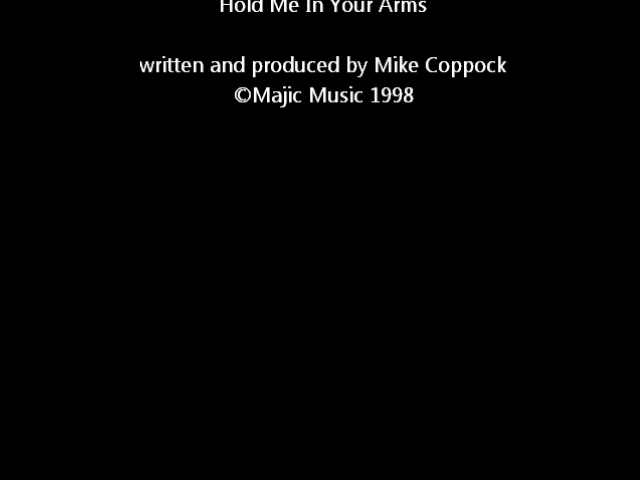 Hold Me In Your Arms
written and produced by Mike Coppock
©Majic Music 1998